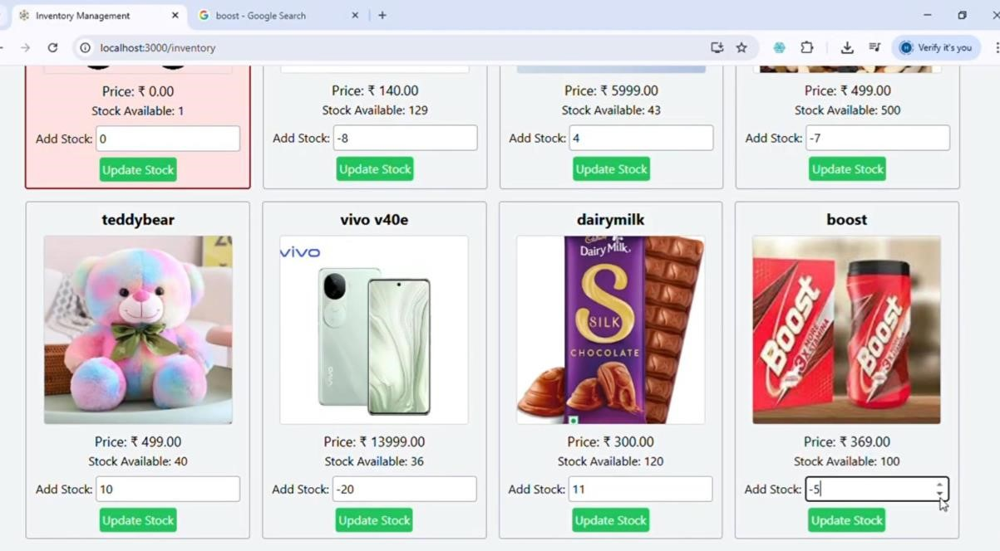 Inventory Management
boost - Google Search
localhost:3000/inventory
Verify it's you
Price: ₹ 0.00
Stock Available: 1
Add Stock: 0
Update Stock
Price: ₹ 140.00
Stock Available: 129
Add Stock: -8
Update Stock
Price: ₹ 5999.00
Stock Available: 43
Add Stock: 4
Update Stock
Price: ₹ 499.00
Stock Available: 500
Add Stock: -7
Update Stock
teddybear
Price: ₹ 499.00
Stock Available: 40
Add Stock: 10
Update Stock
vivo v40e
vivo
vivo
Price: ₹ 13999.00
Stock Available: 36
Add Stock: -20
Update Stock
dairymilk
Cadbury
Dairy Milk
S
SILK
CHOCOLATE
Price: ₹ 300.00
Stock Available: 120
Add Stock: 11
Update Stock
boost
BOOST
3X MORE
STAMINA
BOOST
Price: ₹ 369.00
Stock Available: 100
Add Stock: -5
Update Stock